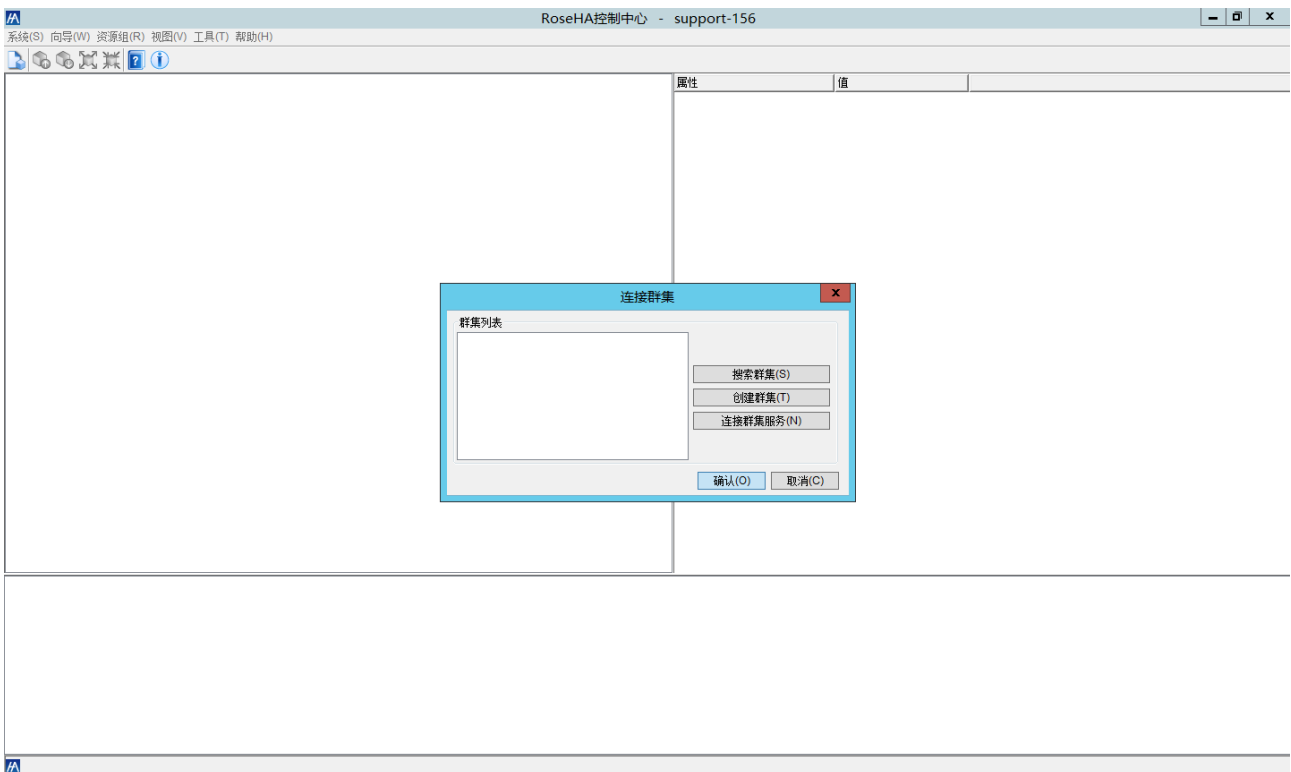 RoseHA控制中心 - support-156
系统(S) 向导(W) 资源组(R) 视图(V) 工具(T) 帮助(H)
属性 值
连接群集
群集列表
搜索群集(S)
创建群集(T)
连接群集服务(N)
确认(O) 取消(C)